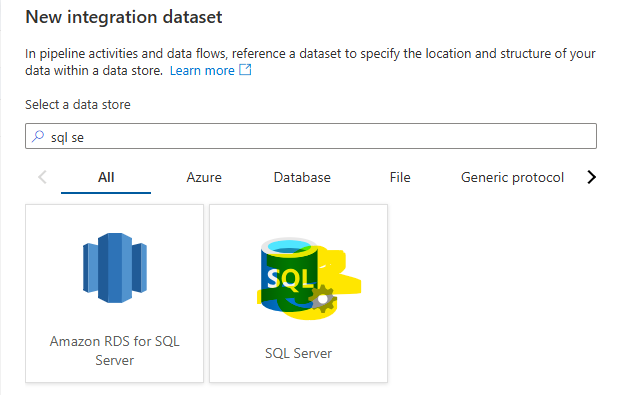 New integration dataset
In pipeline activities and data flows, reference a dataset to specify the location and structure of your
data within a data store. Learn more
Select a data store
sql se
All Azure Database File Generic protocol
SQL
Amazon RDS for SQL
Server
SQL Server